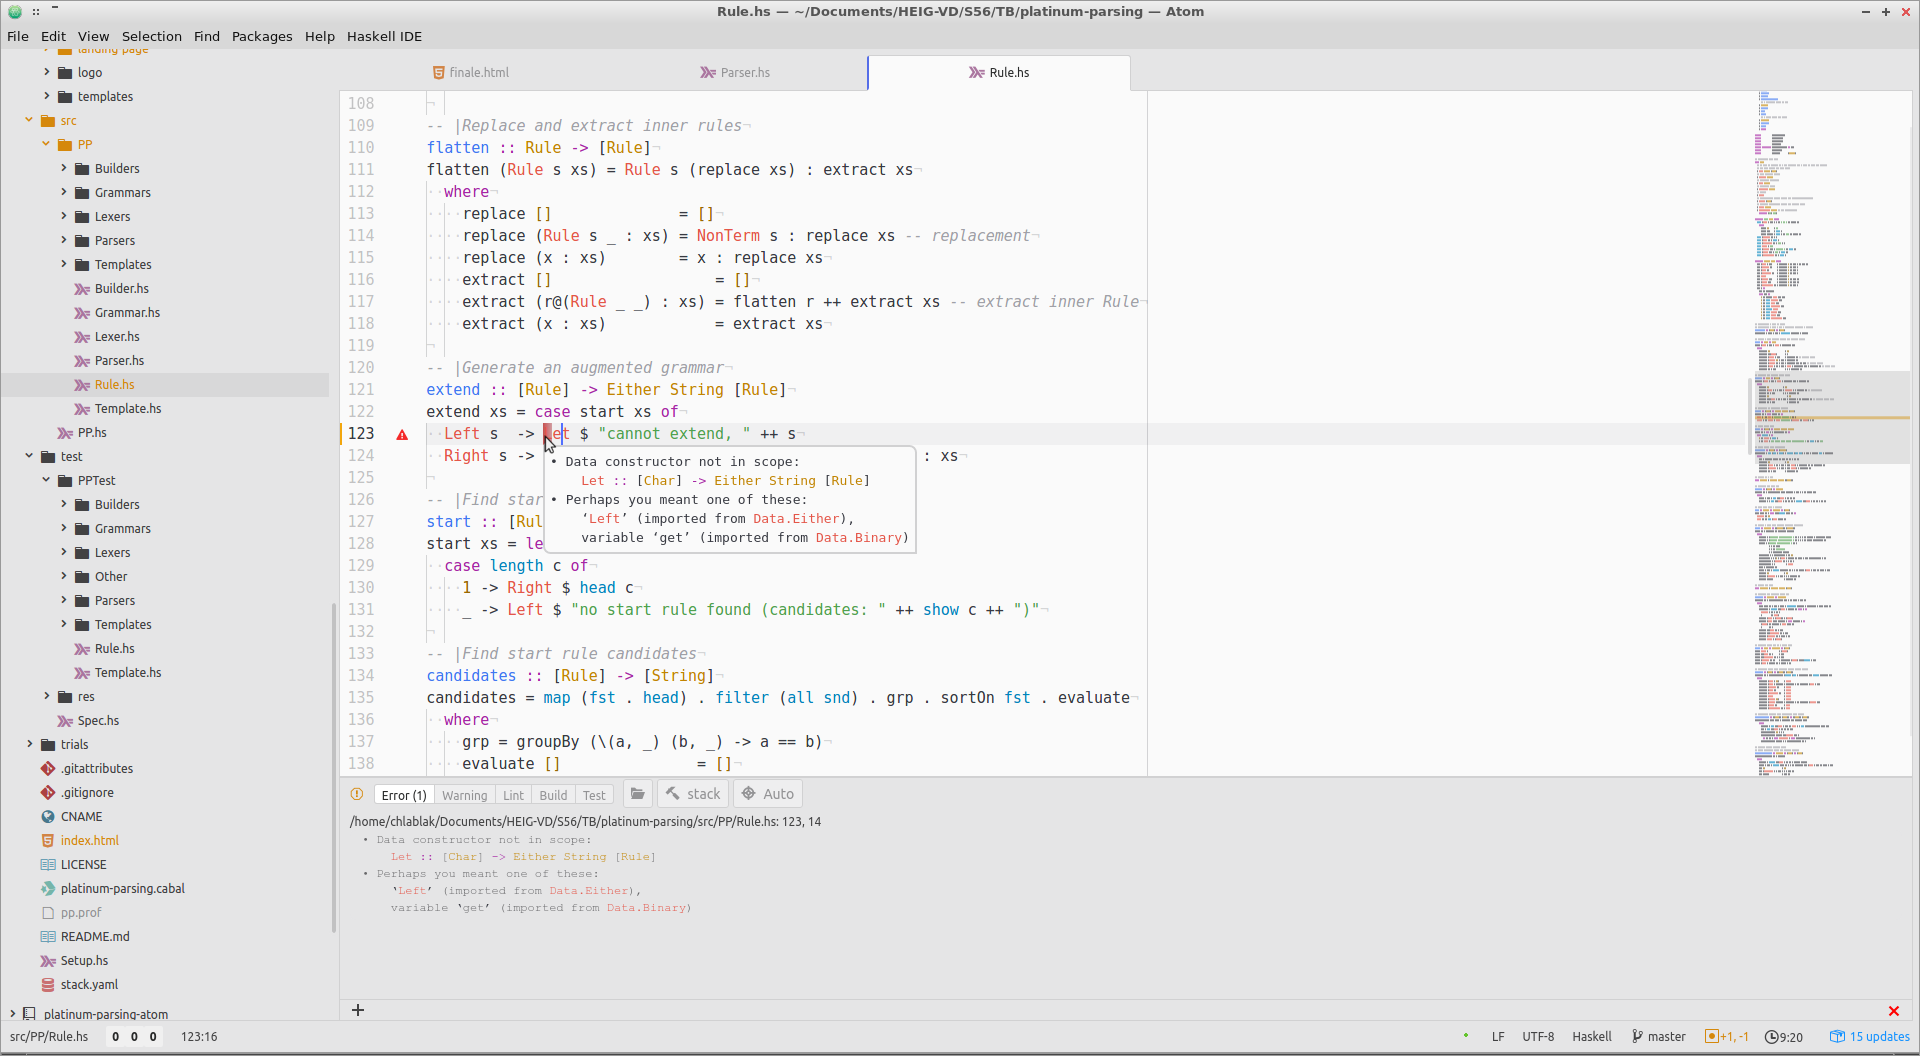 Rule.hs — ~/Documents/HEIG-VD/S56/TB/platinum-parsing — Atom
File Edit View Selection Find Packages Help Haskell IDE
landing page
logo
templates
src
PP
Builders
Grammars
Lexers
Parsers
Templates
Builder.hs
Grammar.hs
Lexer.hs
Parser.hs
Rule.hs
Template.hs
PP.hs
test
PPTest
Builders
Grammars
Lexers
Other
Parsers
Templates
Rule.hs
Template.hs
res
Spec.hs
trials
.gitattributes
.gitignore
CNAME
index.html
LICENSE
platinum-parsing.cabal
pp.prof
README.md
Setup.hs
stack.yaml
platinum-parsing-atom
finale.html Parser.hs Rule.hs
108
109 -- |Replace and extract inner rules
110 flatten :: Rule -> [Rule]
111 flatten (Rule s xs) = Rule s (replace xs) : extract xs
112 where
113 replace [] = []
114 replace (Rule s _ : xs) = NonTerm s : replace xs -- replacement
115 replace (x : xs) = x : replace xs
116 extract [] = []
117 extract (r@(Rule _ _) : xs) = flatten r ++ extract xs -- extract inner Rule
118 extract (x : xs) = extract xs
119
120 -- |Generate an augmented grammar
121 extend :: [Rule] -> Either String [Rule]
122 extend xs = case start xs of
123 Left s -> Let $ "cannot extend, " ++ s
124 Right s -> : xs
125
126 -- |Find star
127 start :: [Rul
128 start xs = le
129 case length c of
130 1 -> Right $ head c
131 _ -> Left $ "no start rule found (candidates: " ++ show c ++ ")"
132
133 -- |Find start rule candidates
134 candidates :: [Rule] -> [String]
135 candidates = map (fst . head) . filter (all snd) . grp . sortOn fst . evaluate
136 where
137 grp = groupBy (\(a, _) (b, _) -> a == b)
138 evaluate [] = []
• Data constructor not in scope:
Let :: [Char] -> Either String [Rule]
• Perhaps you meant one of these:
‘Left’ (imported from Data.Either),
variable ‘get’ (imported from Data.Binary)
Error (1) Warning Lint Build Test stack Auto
/home/chlablak/Documents/HEIG-VD/S56/TB/platinum-parsing/src/PP/Rule.hs: 123, 14
• Data constructor not in scope:
Let :: [Char] -> Either String [Rule]
• Perhaps you meant one of these:
‘Left’ (imported from Data.Either),
variable ‘get’ (imported from Data.Binary)
src/PP/Rule.hs 0 0 0 123:16 LF UTF-8 Haskell master +1, -1 9:20 15 updates